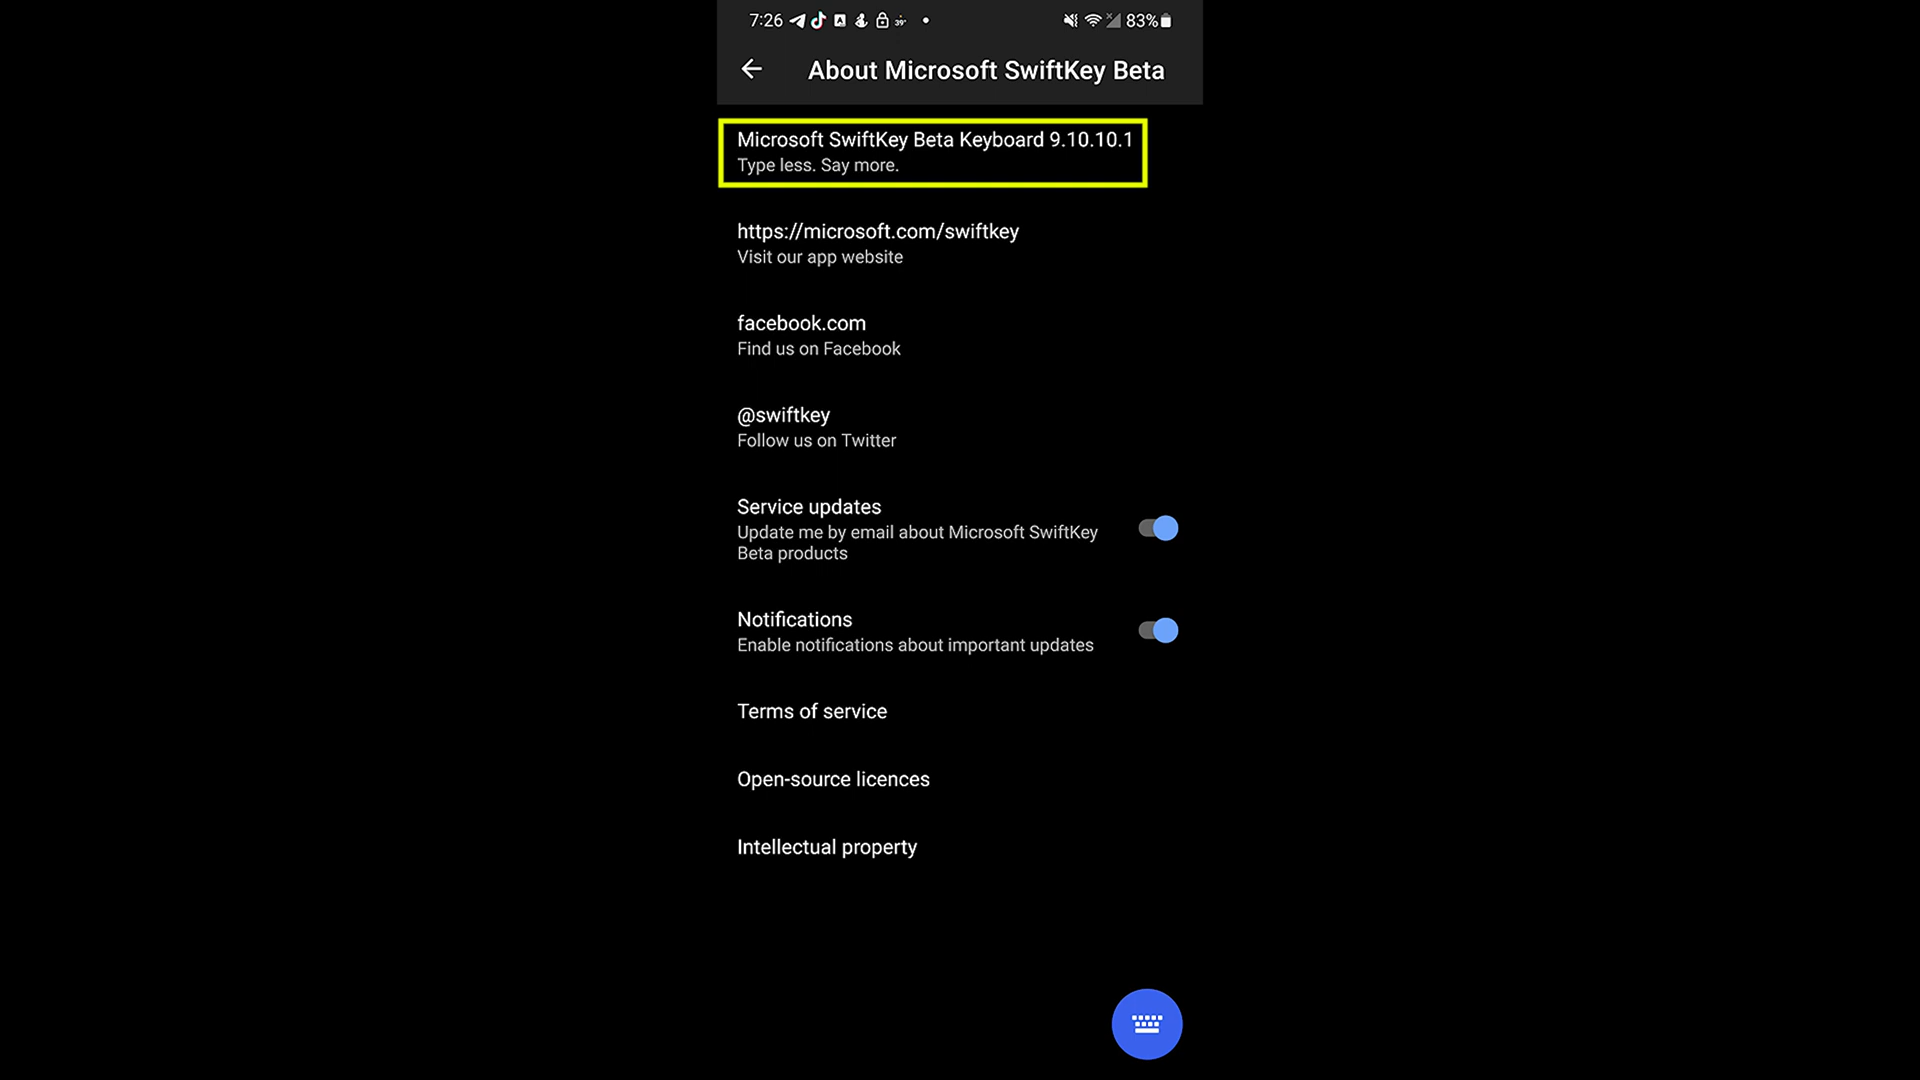 7:26 39° 83%
About Microsoft SwiftKey Beta
Microsoft SwiftKey Beta Keyboard 9.10.10.1
Type less. Say more.
https://microsoft.com/swiftkey
Visit our app website
facebook.com
Find us on Facebook
@swiftkey
Follow us on Twitter
Service updates
Update me by email about Microsoft SwiftKey
Beta products
Notifications
Enable notifications about important updates
Terms of service
Open-source licences
Intellectual property